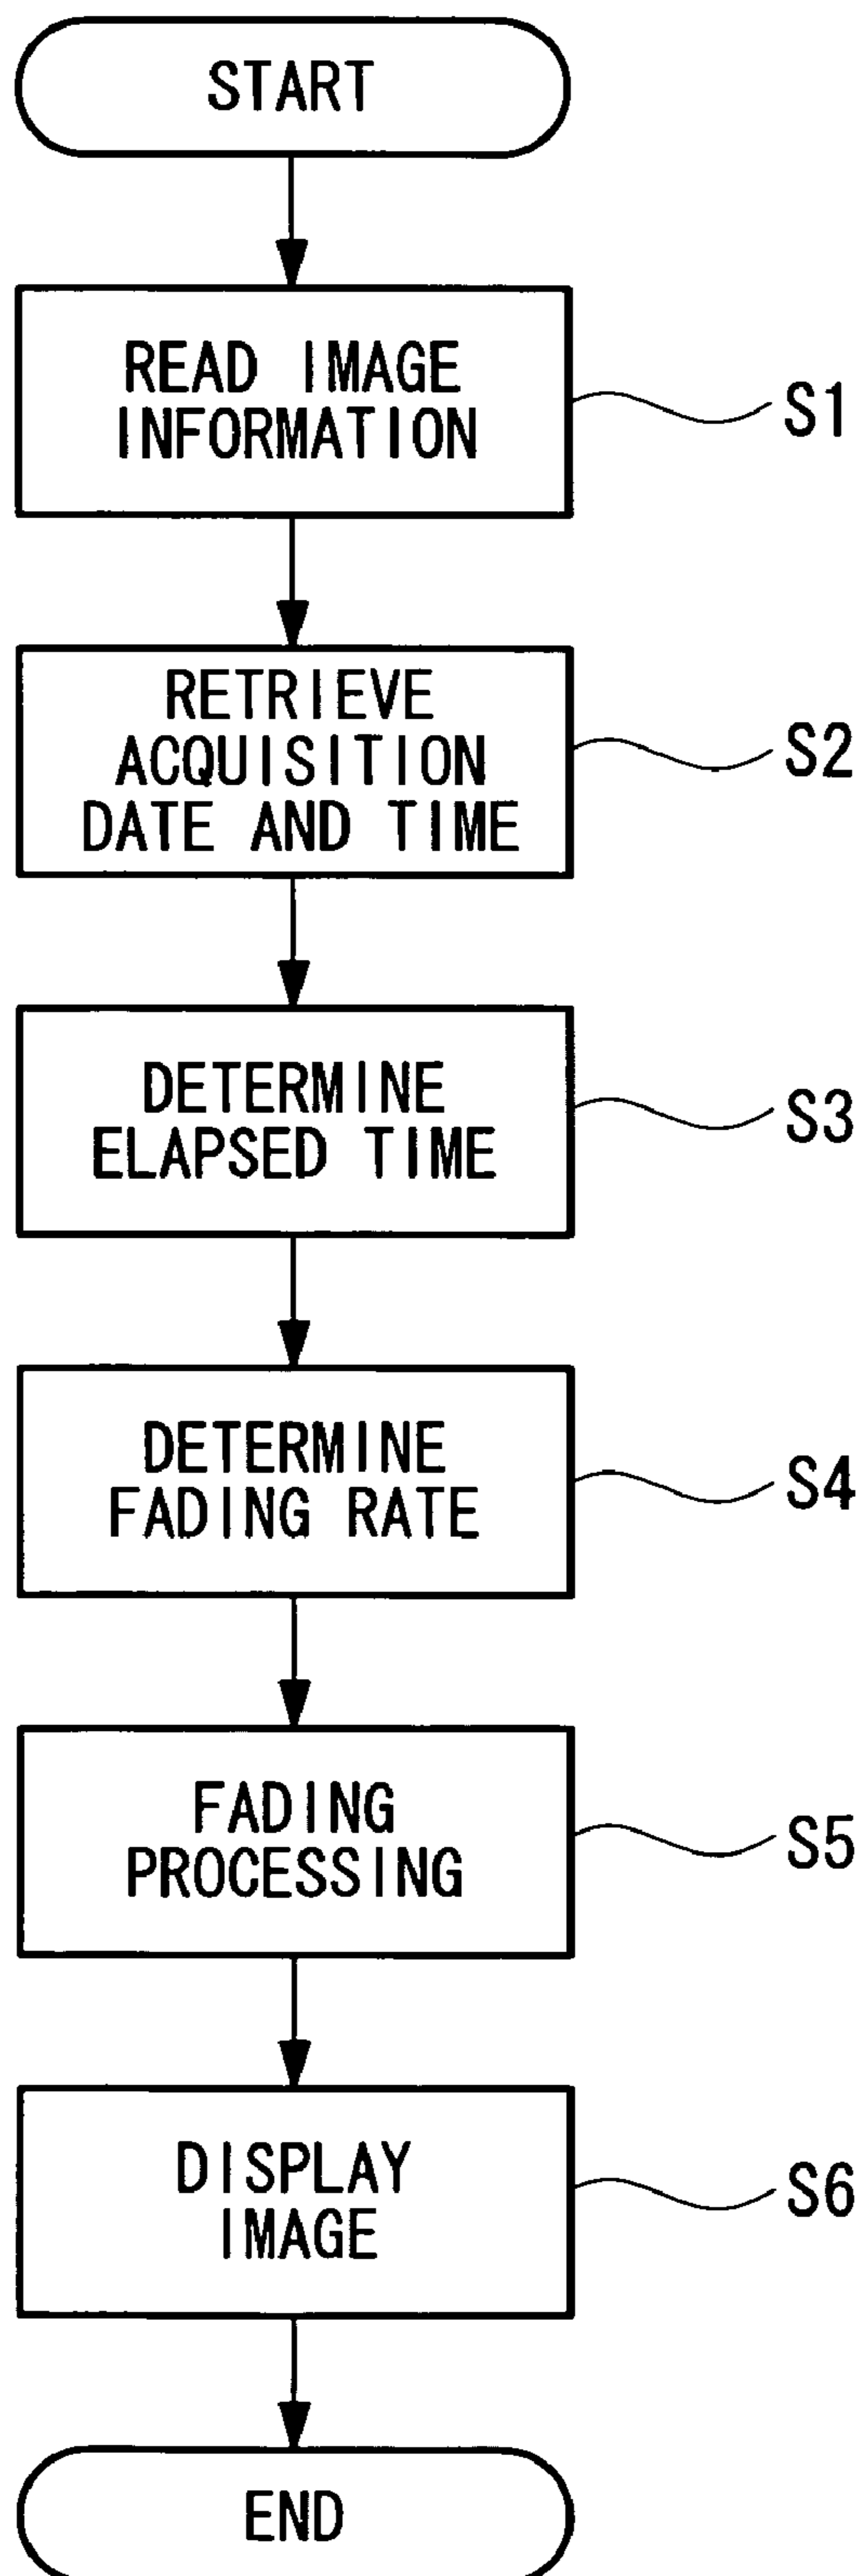 START
READ IMAGE
INFORMATION
S1
RETRIEVE
ACQUISITION
DATE AND TIME
S2
DETERMINE
ELAPSED TIME
S3
DETERMINE
FADING RATE
S4
FADING
PROCESSING
S5
DISPLAY
IMAGE
S6
END